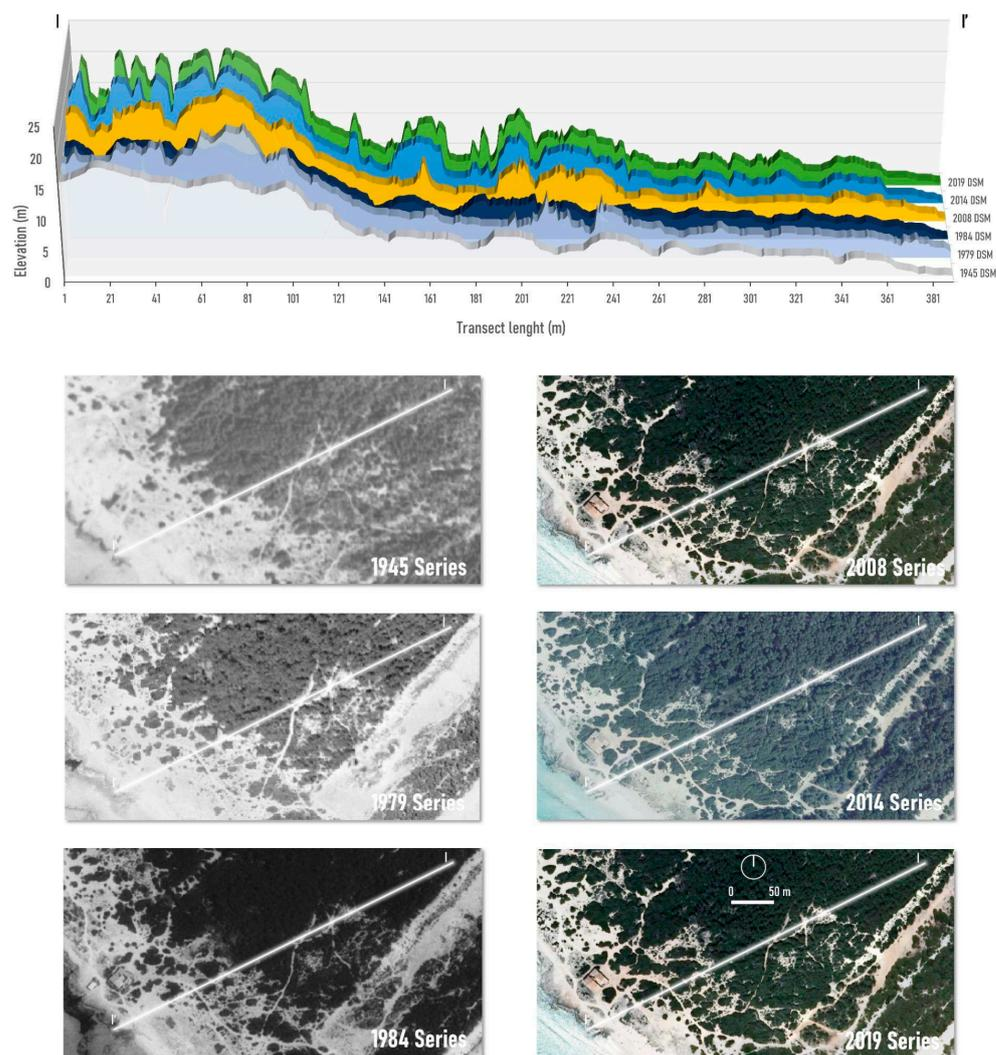 I I'
25
20
15
10
5
0
Elevation (m)
2019 DSM
2014 DSM
2008 DSM
1984 DSM
1979 DSM
1945 DSM
1 21 41 61 81 101 121 141 161 181 201 221 241 261 281 301 321 341 361 381
Transect lenght (m)
I
I'
1945 Series
I
2008 Series
I
1979 Series
I
2014 Series
I
I'
1984 Series
I
0 50 m
2019 Series